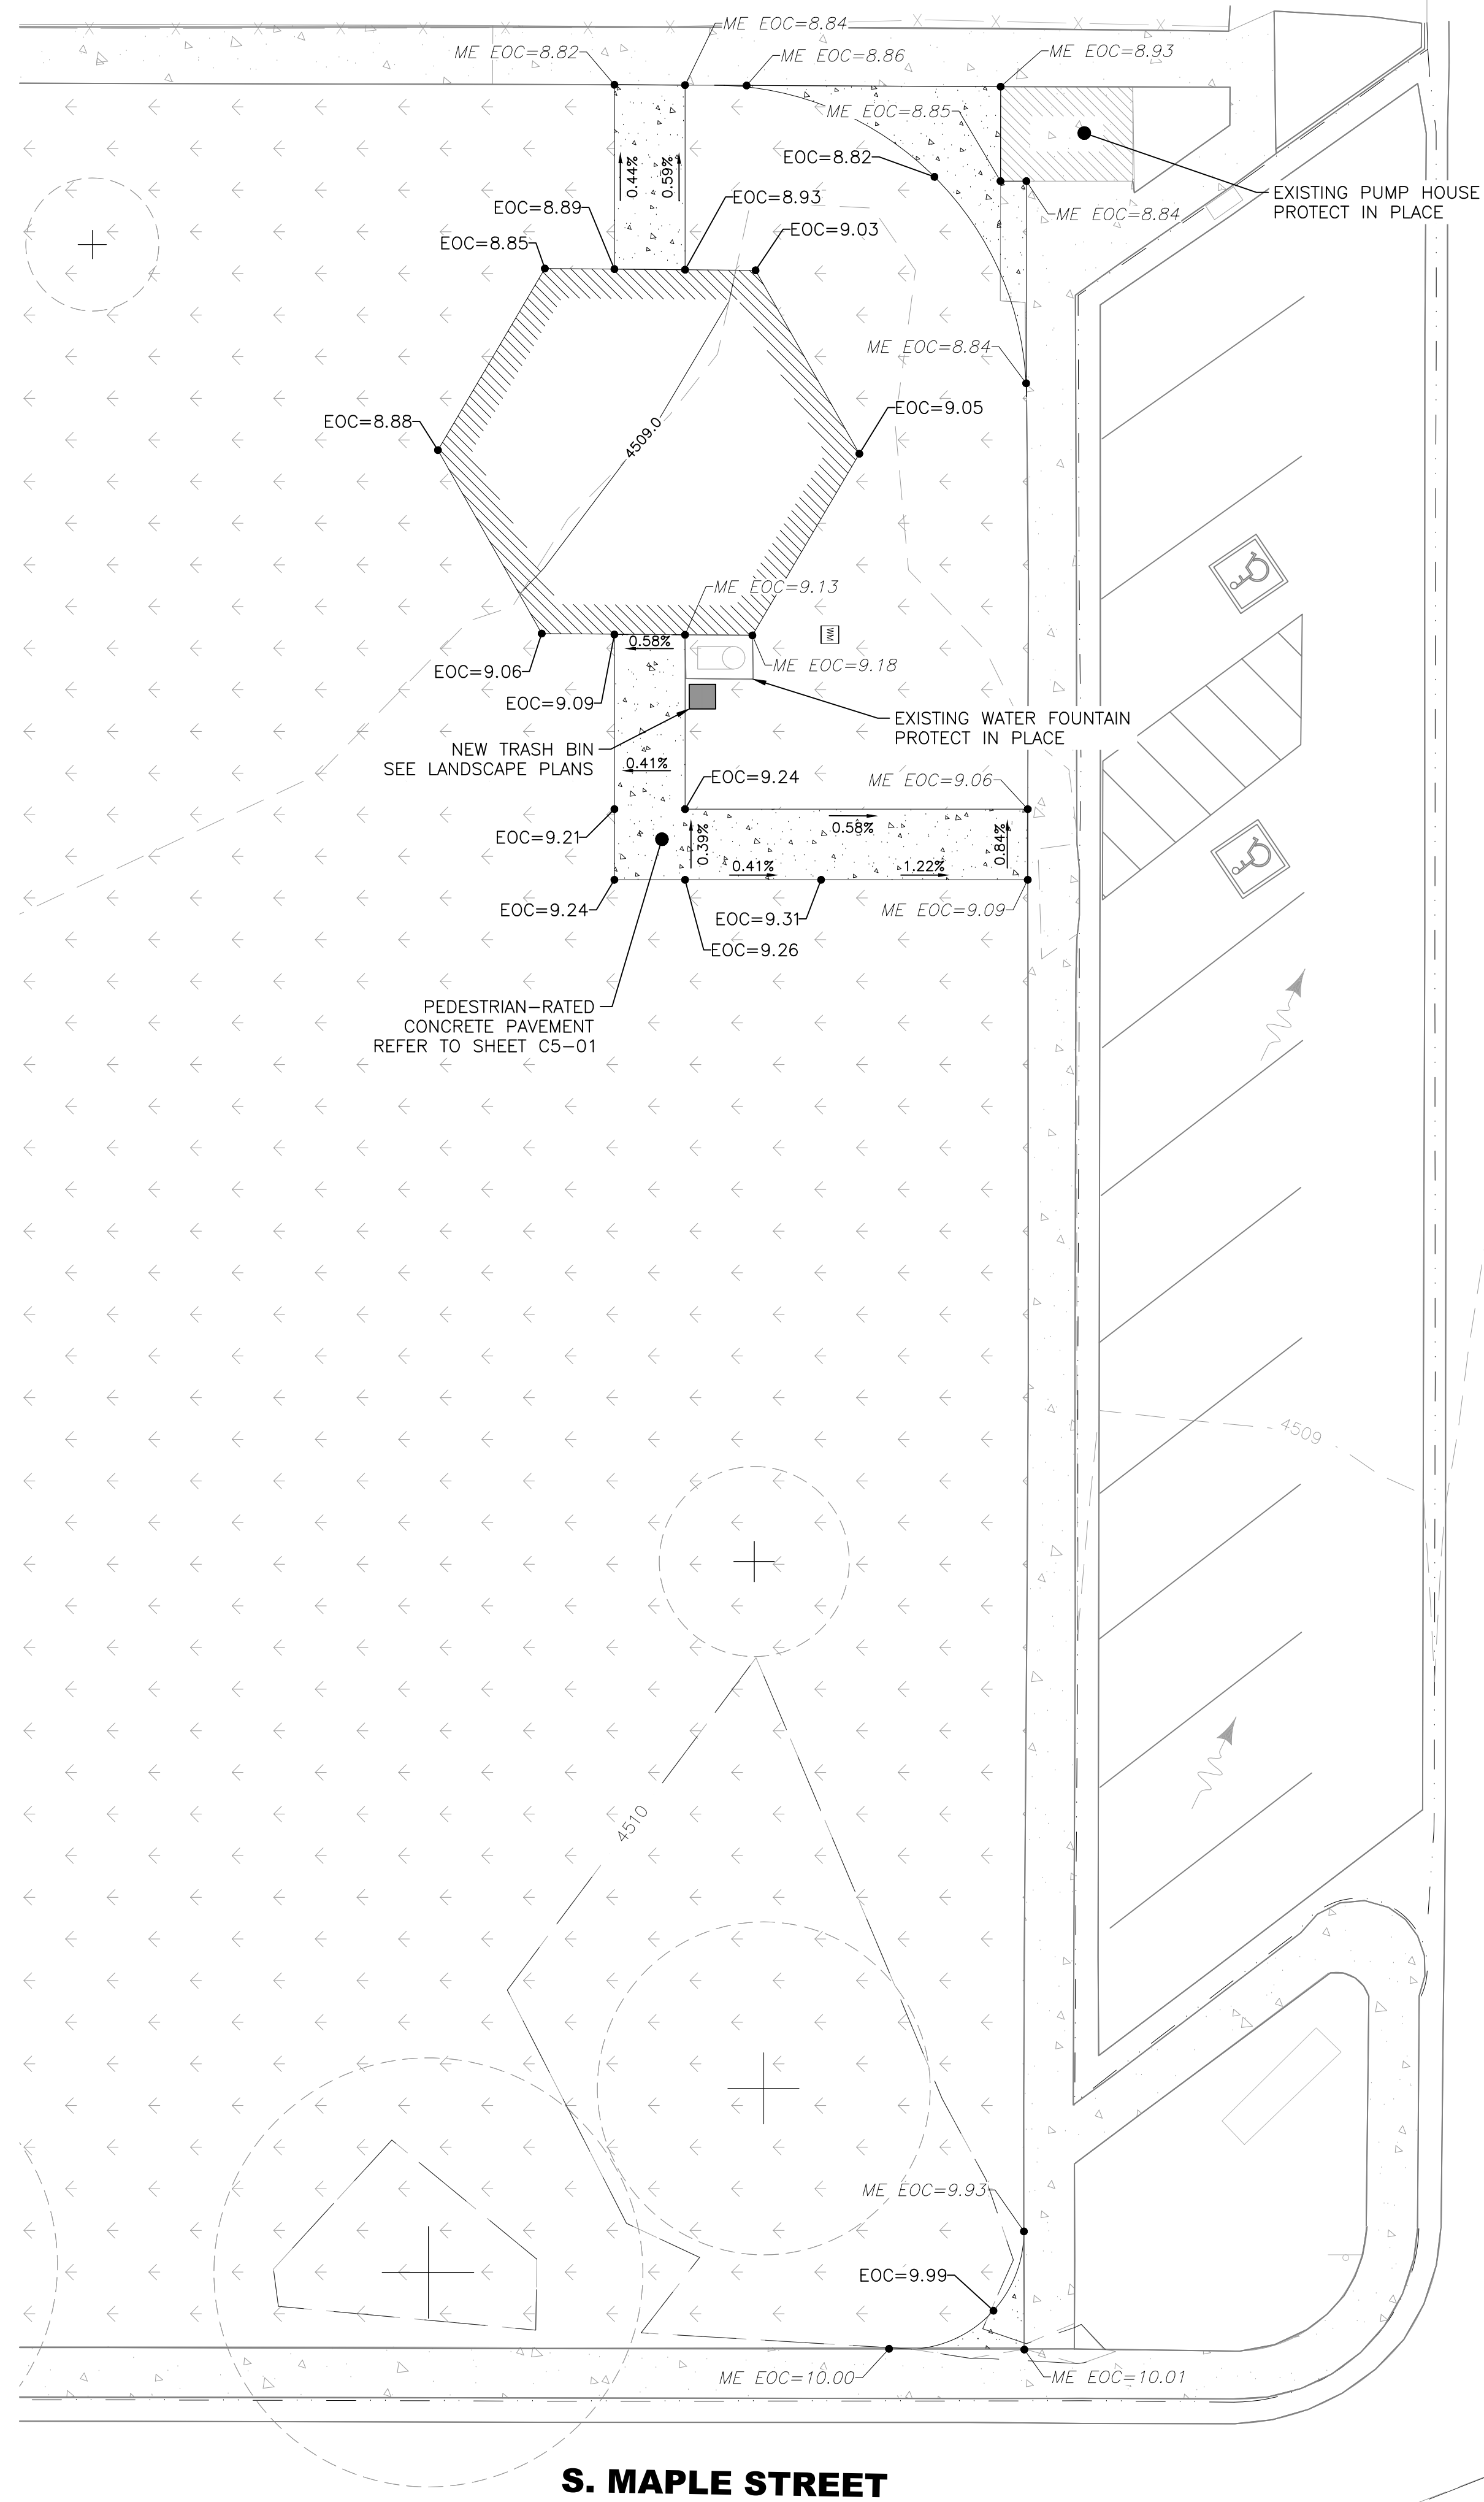 ME EOC=8.84
ME EOC=8.82
ME EOC=8.86
ME EOC=8.93
ME EOC=8.85
EOC=8.82
0.44%
0.59%
EXISTING PUMP HOUSE
PROTECT IN PLACE
EOC=8.89
EOC=8.93
ME EOC=8.84
EOC=8.85
EOC=9.03
ME EOC=8.84
EOC=8.88
EOC=9.05
4509.0
ME EOC=9.13
0.58%
WM
EOC=9.06
ME EOC=9.18
EOC=9.09
EXISTING WATER FOUNTAIN
PROTECT IN PLACE
NEW TRASH BIN
SEE LANDSCAPE PLANS
0.41%
EOC=9.24
ME EOC=9.06
EOC=9.21
0.39%
0.58%
0.84%
0.41%
1.22%
EOC=9.24
EOC=9.31
ME EOC=9.09
EOC=9.26
PEDESTRIAN-RATED
CONCRETE PAVEMENT
REFER TO SHEET C5-01
4509
4510
ME EOC=9.93
EOC=9.99
ME EOC=10.00
ME EOC=10.01
S. MAPLE STREET